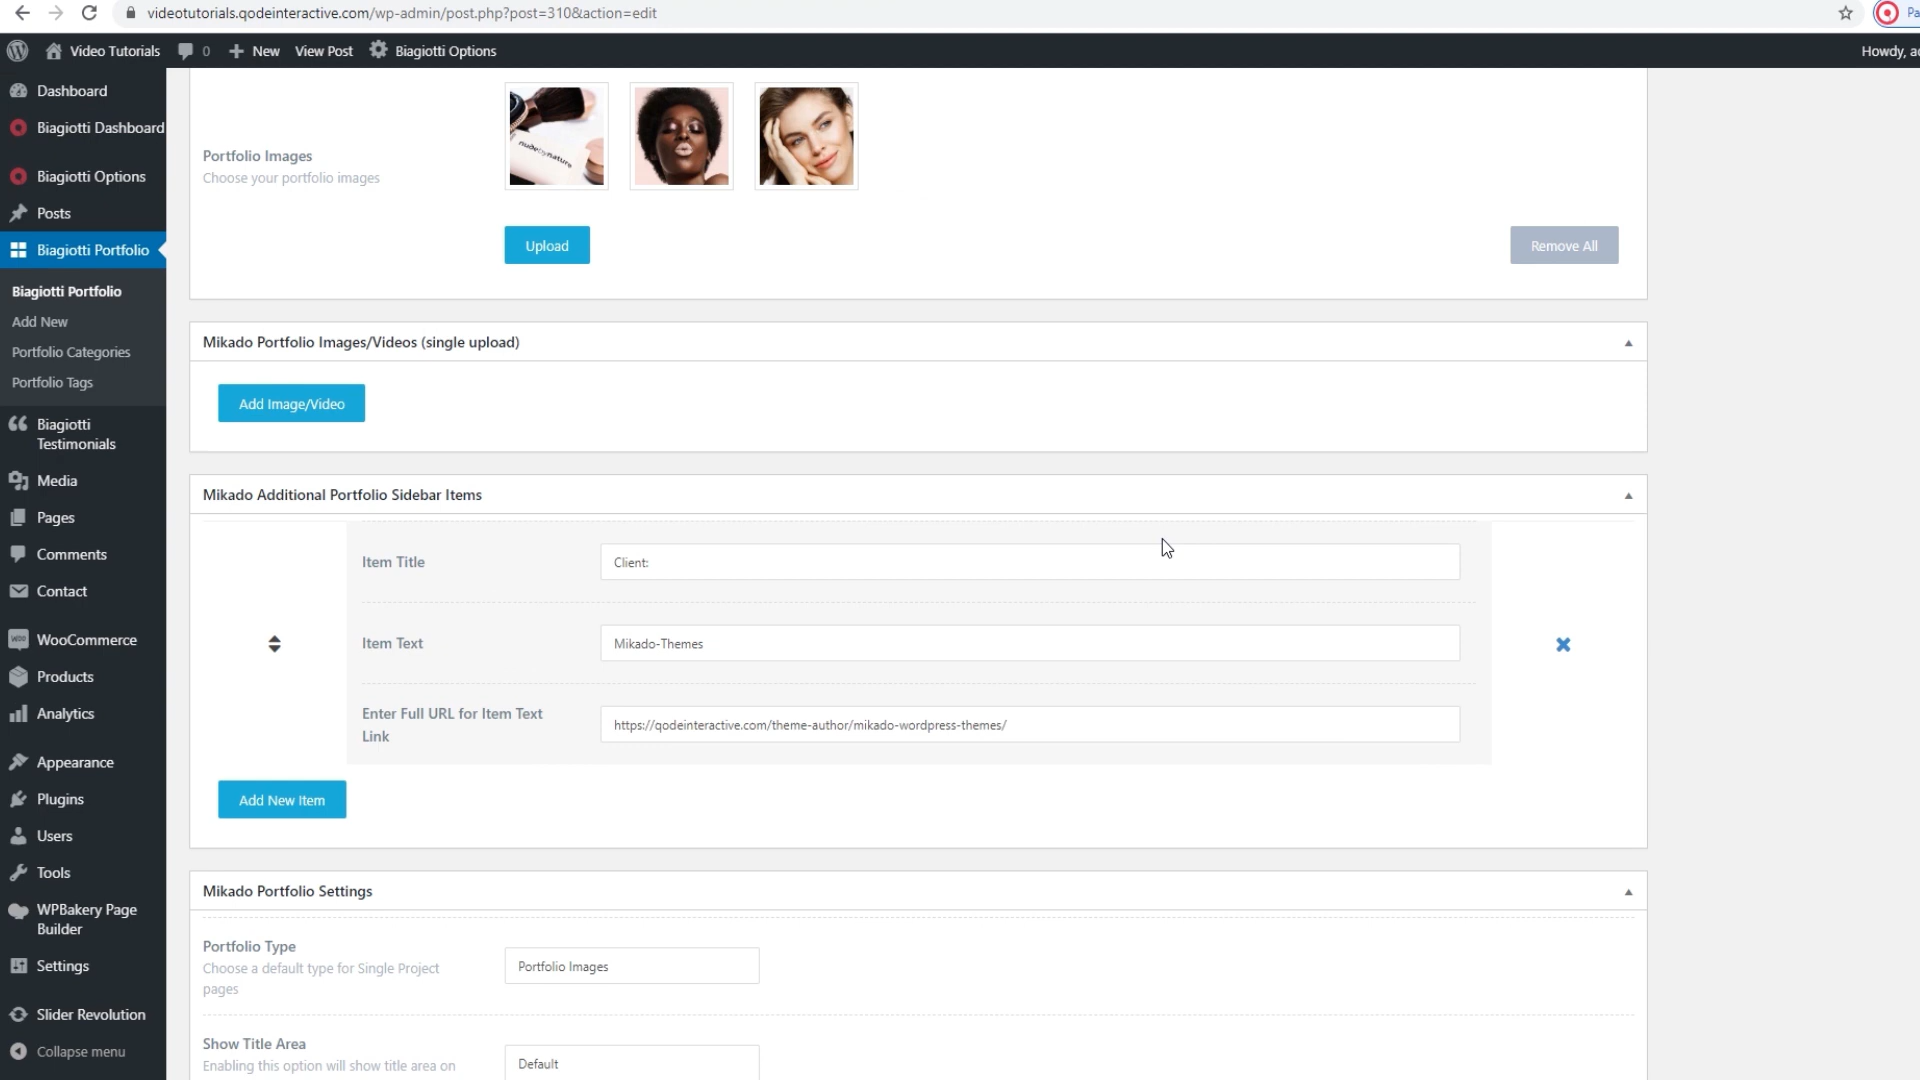 videotutorials.qodeinteractive.com/wp-admin/post.php?post=310&action=edit
Pa
Video Tutorials
0
New
View Post
Biagiotti Options
Howdy, ad
Dashboard
Biagiotti Dashboard
Biagiotti Options
Posts
Biagiotti Portfolio
Biagiotti Portfolio
Add New
Portfolio Categories
Portfolio Tags
Biagiotti
Testimonials
Media
Pages
Comments
Contact
WooCommerce
Products
Analytics
Appearance
Plugins
Users
Tools
WPBakery Page
Builder
Settings
Slider Revolution
Collapse menu
nudebynature
Portfolio Images
Choose your portfolio images
Upload
Remove All
Mikado Portfolio Images/Videos (single upload)
Add Image/Video
Mikado Additional Portfolio Sidebar Items
Item Title
Client:
Item Text
Mikado-Themes
Enter Full URL for Item Text
Link
https://qodeinteractive.com/theme-author/mikado-wordpress-themes/
Add New Item
Mikado Portfolio Settings
Portfolio Type
Choose a default type for Single Project
pages
Portfolio Images
Show Title Area
Enabling this option will show title area on
Default